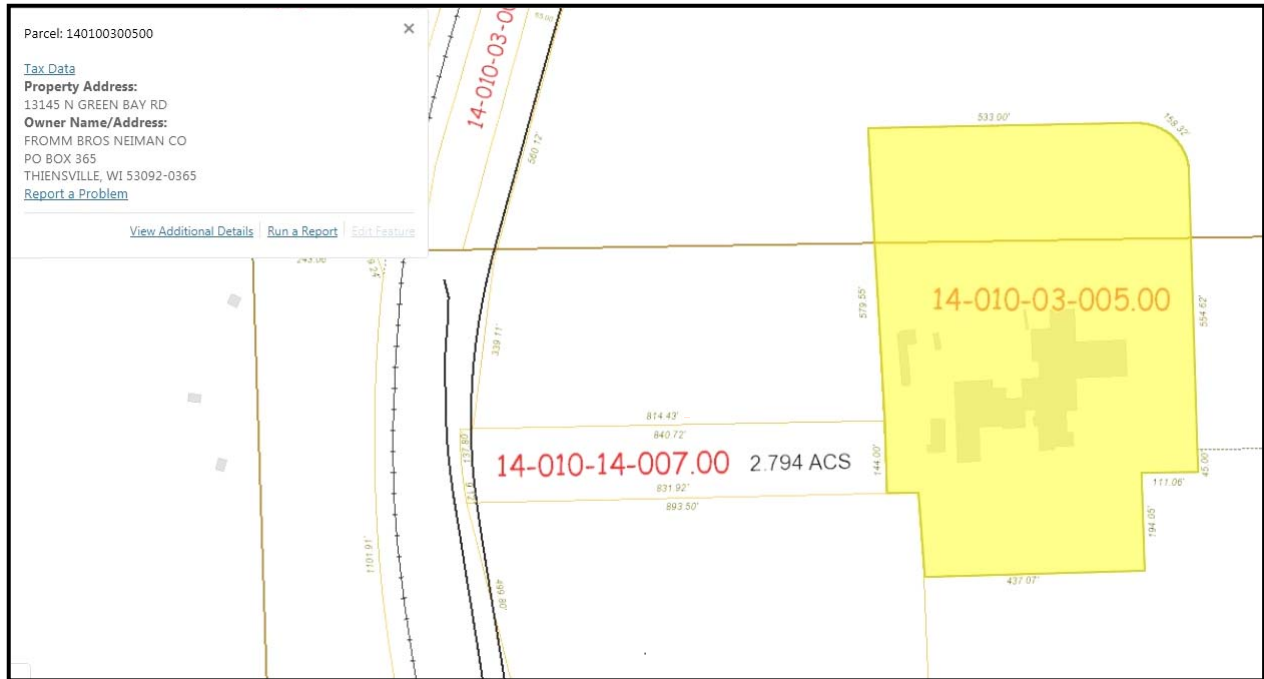 Parcel: 140100300500
Tax Data
Property Address:
13145 N GREEN BAY RD
Owner Name/Address:
FROMM BROS NEIMAN CO
PO BOX 365
THIENSVILLE, WI 53092-0365
Report a Problem
View Additional Details Run a Report Edit Feature
14-010-03-0
560.12'
533.00'
158.32'
339.11'
579.55'
14-010-03-005.00
554.62'
814.43'
840.72'
137.80'
14-010-14-007.00 2.794 ACS
144.00'
831.92'
893.50'
45.00'
111.06'
194.05'
1101.91'
499.80'
437.07'